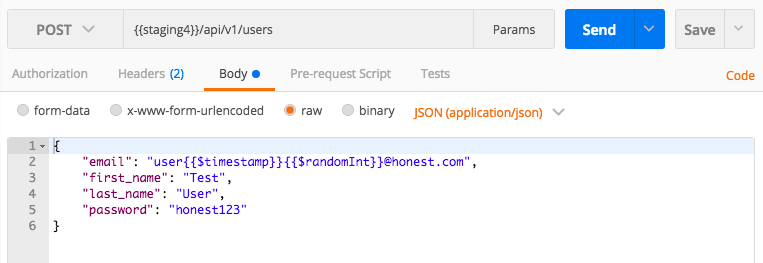 POST {{staging4}}/api/v1/users Params Send Save
Authorization Headers (2) Body Pre-request Script Tests Code
form-data x-www-form-urlencoded raw binary JSON (application/json)
1 {
2 "email": "user{{$timestamp}}{{$randomInt}}@honest.com",
3 "first_name": "Test",
4 "last_name": "User",
5 "password": "honest123"
6 }